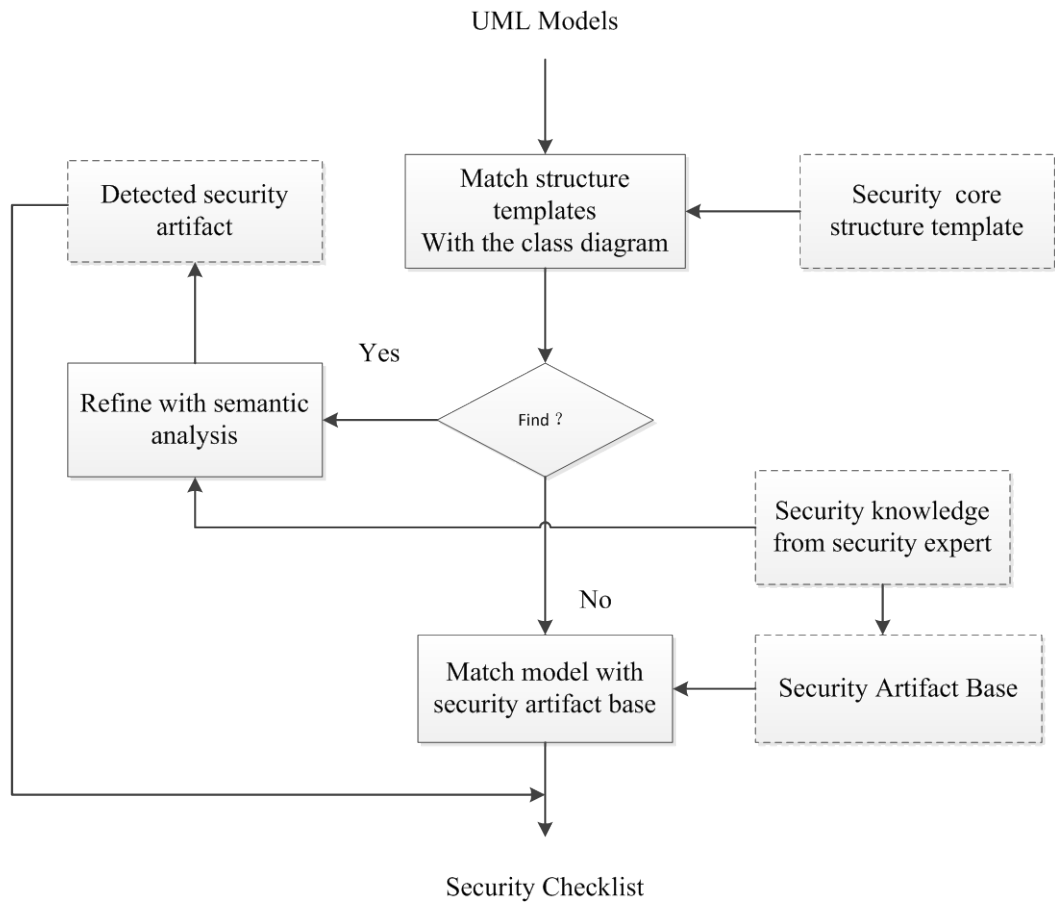 UML Models
Detected security
artifact
Match structure
templates
With the class diagram
Security core
structure template
Yes
Refine with semantic
analysis
Find ?
Security knowledge
from security expert
No
Match model with
security artifact base
Security Artifact Base
Security Checklist